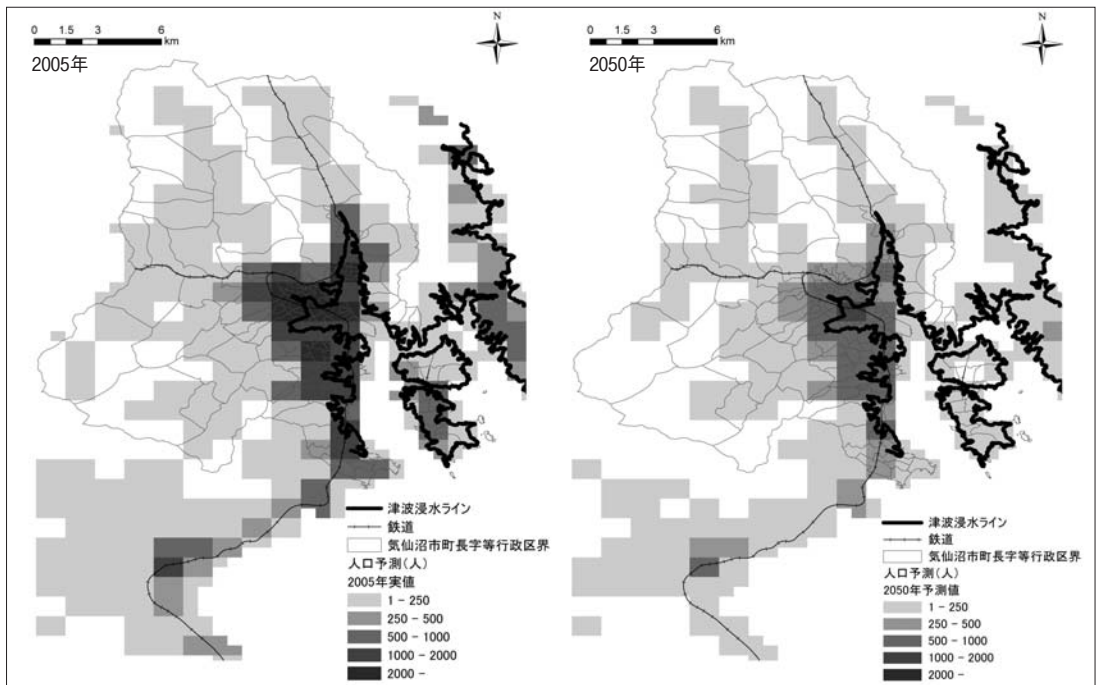 0 1.5 3 6
km
2005年
N
津波浸水ライン
鉄道
気仙沼市町長字等行政区界
人口予測(人)
2005年実値
1 - 250
250 - 500
500 - 1000
1000 - 2000
2000 -
0 1.5 3 6
km
2050年
N
津波浸水ライン
鉄道
気仙沼市町長字等行政区界
人口予測(人)
2050年予測値
1 - 250
250 - 500
500 - 1000
1000 - 2000
2000 -